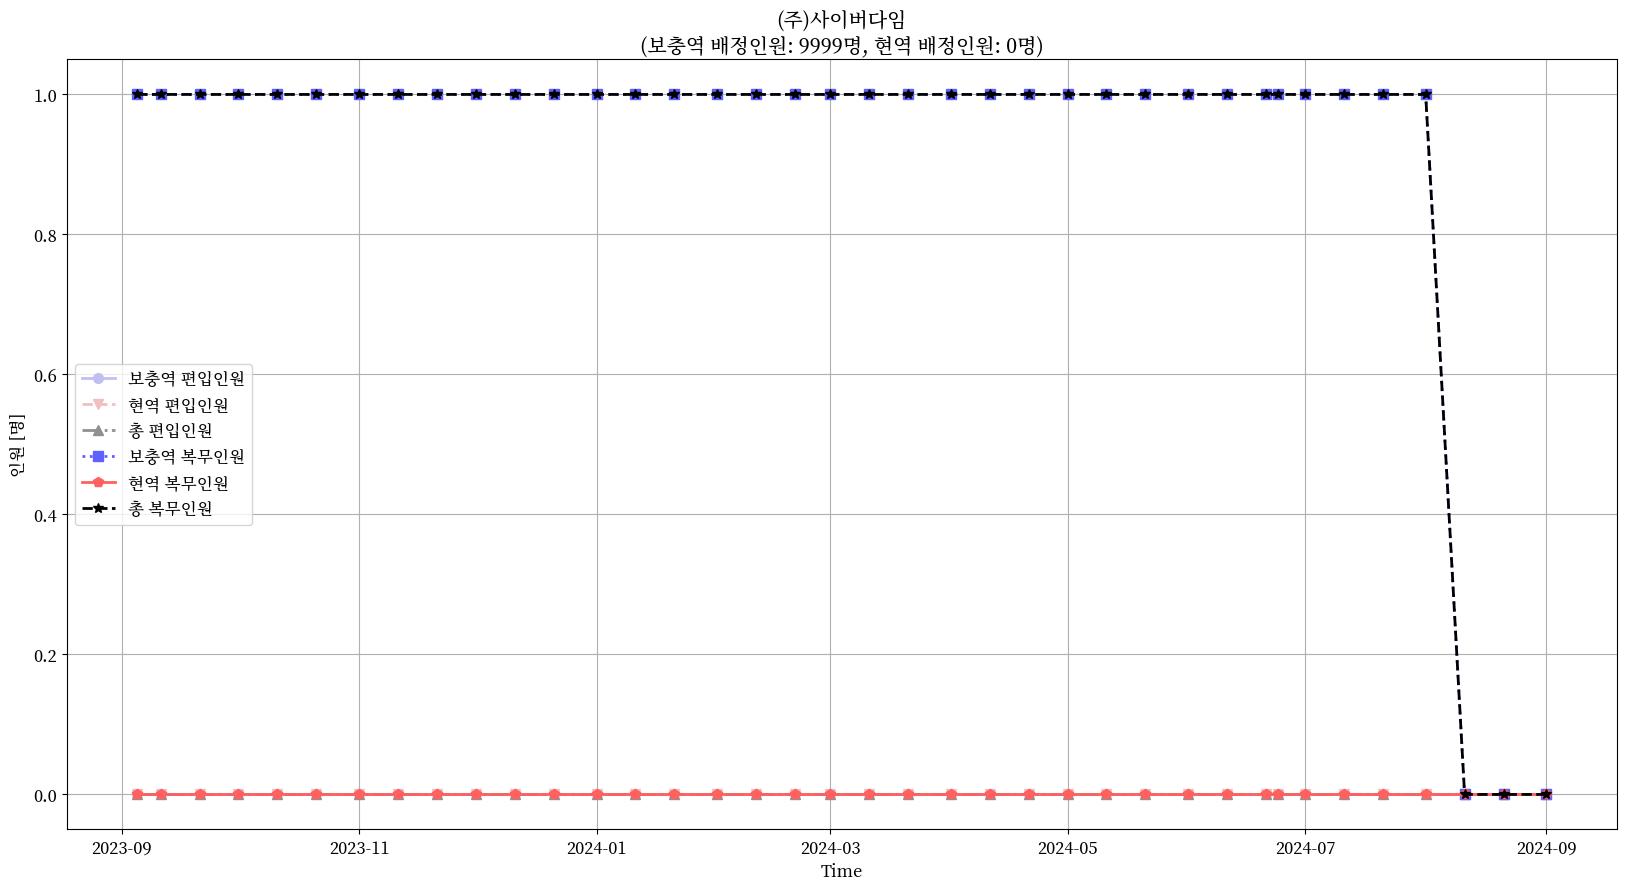 (주)사이버다임
(보충역 배정인원: 9999명, 현역 배정인원: 0명)
1.0
0.8
0.6
0.4
0.2
0.0
인원 [명]
보충역 편입인원
현역 편입인원
총 편입인원
보충역 복무인원
현역 복무인원
총 복무인원
2023-09
2023-11
2024-01
2024-03
2024-05
2024-07
2024-09
Time